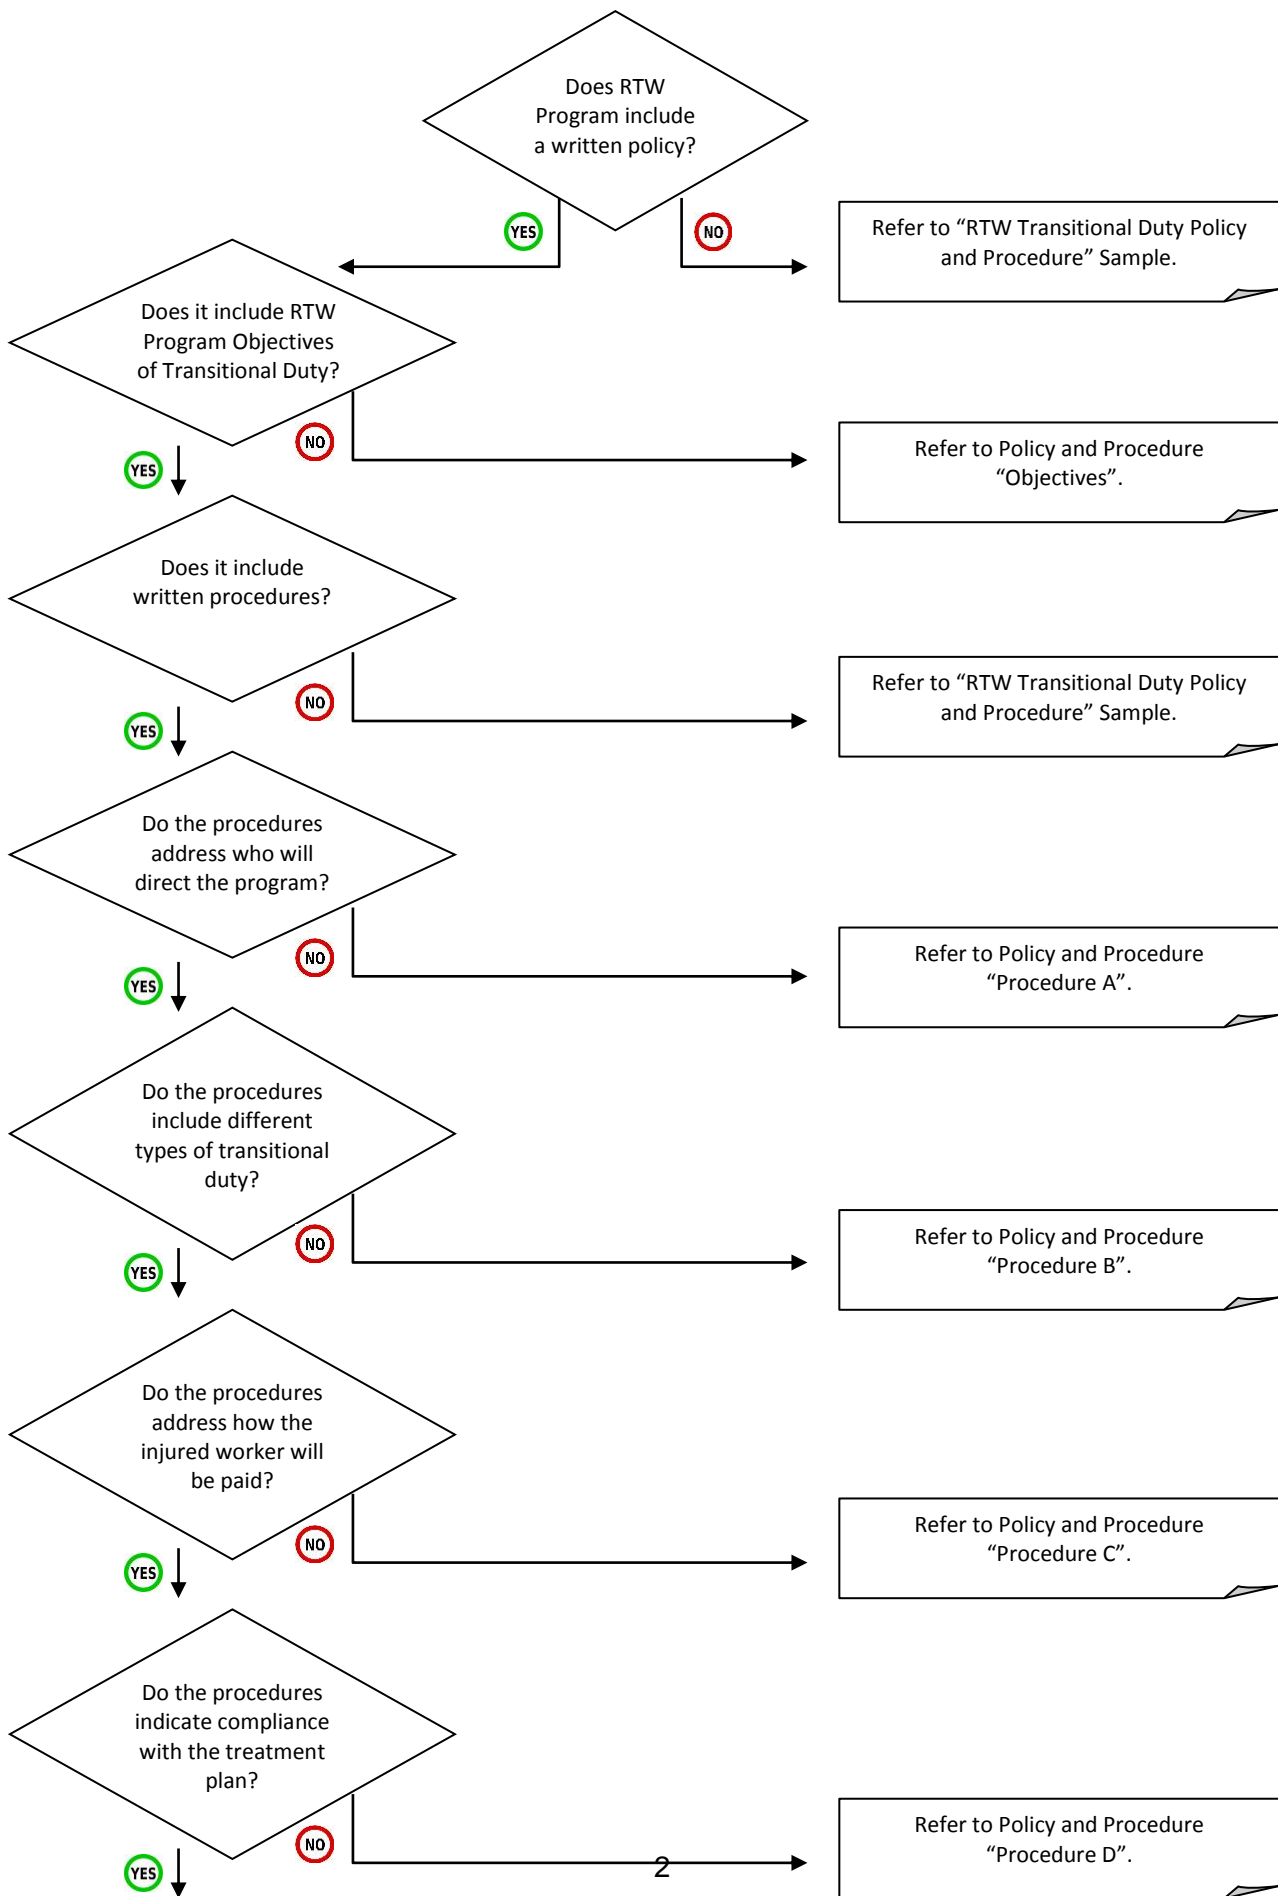 Does RTW
Program include
a written policy?
YES
NO
Refer to “RTW Transitional Duty Policy
and Procedure” Sample.
Does it include RTW
Program Objectives
of Transitional Duty?
YES
NO
Refer to Policy and Procedure
“Objectives”.
Does it include
written procedures?
YES
NO
Refer to “RTW Transitional Duty Policy
and Procedure” Sample.
Do the procedures
address who will
direct the program?
YES
NO
Refer to Policy and Procedure
“Procedure A”.
Do the procedures
include different
types of transitional
duty?
YES
NO
Refer to Policy and Procedure
“Procedure B”.
Do the procedures
address how the
injured worker will
be paid?
YES
NO
Refer to Policy and Procedure
“Procedure C”.
Do the procedures
indicate compliance
with the treatment
plan?
YES
NO
Refer to Policy and Procedure
“Procedure D”.
2